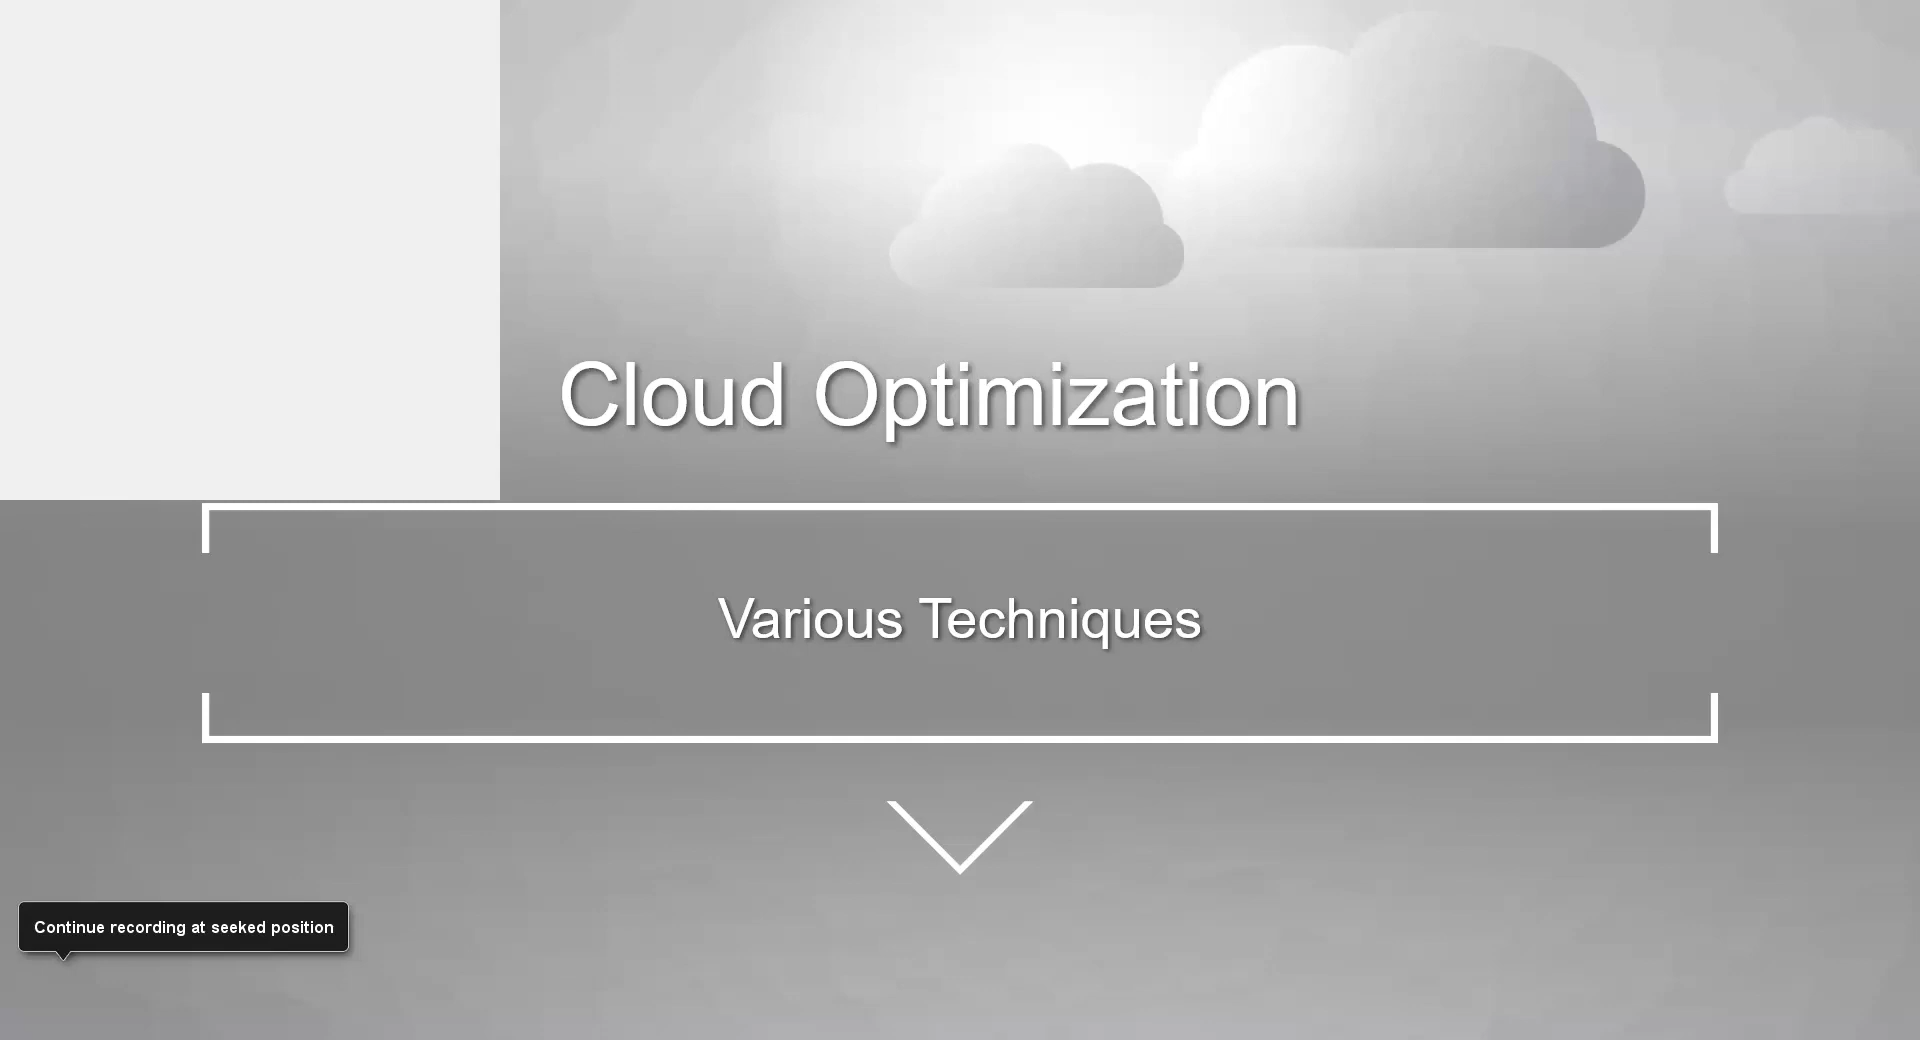 Cloud Optimization
Various Techniques
Continue recording at seeked position